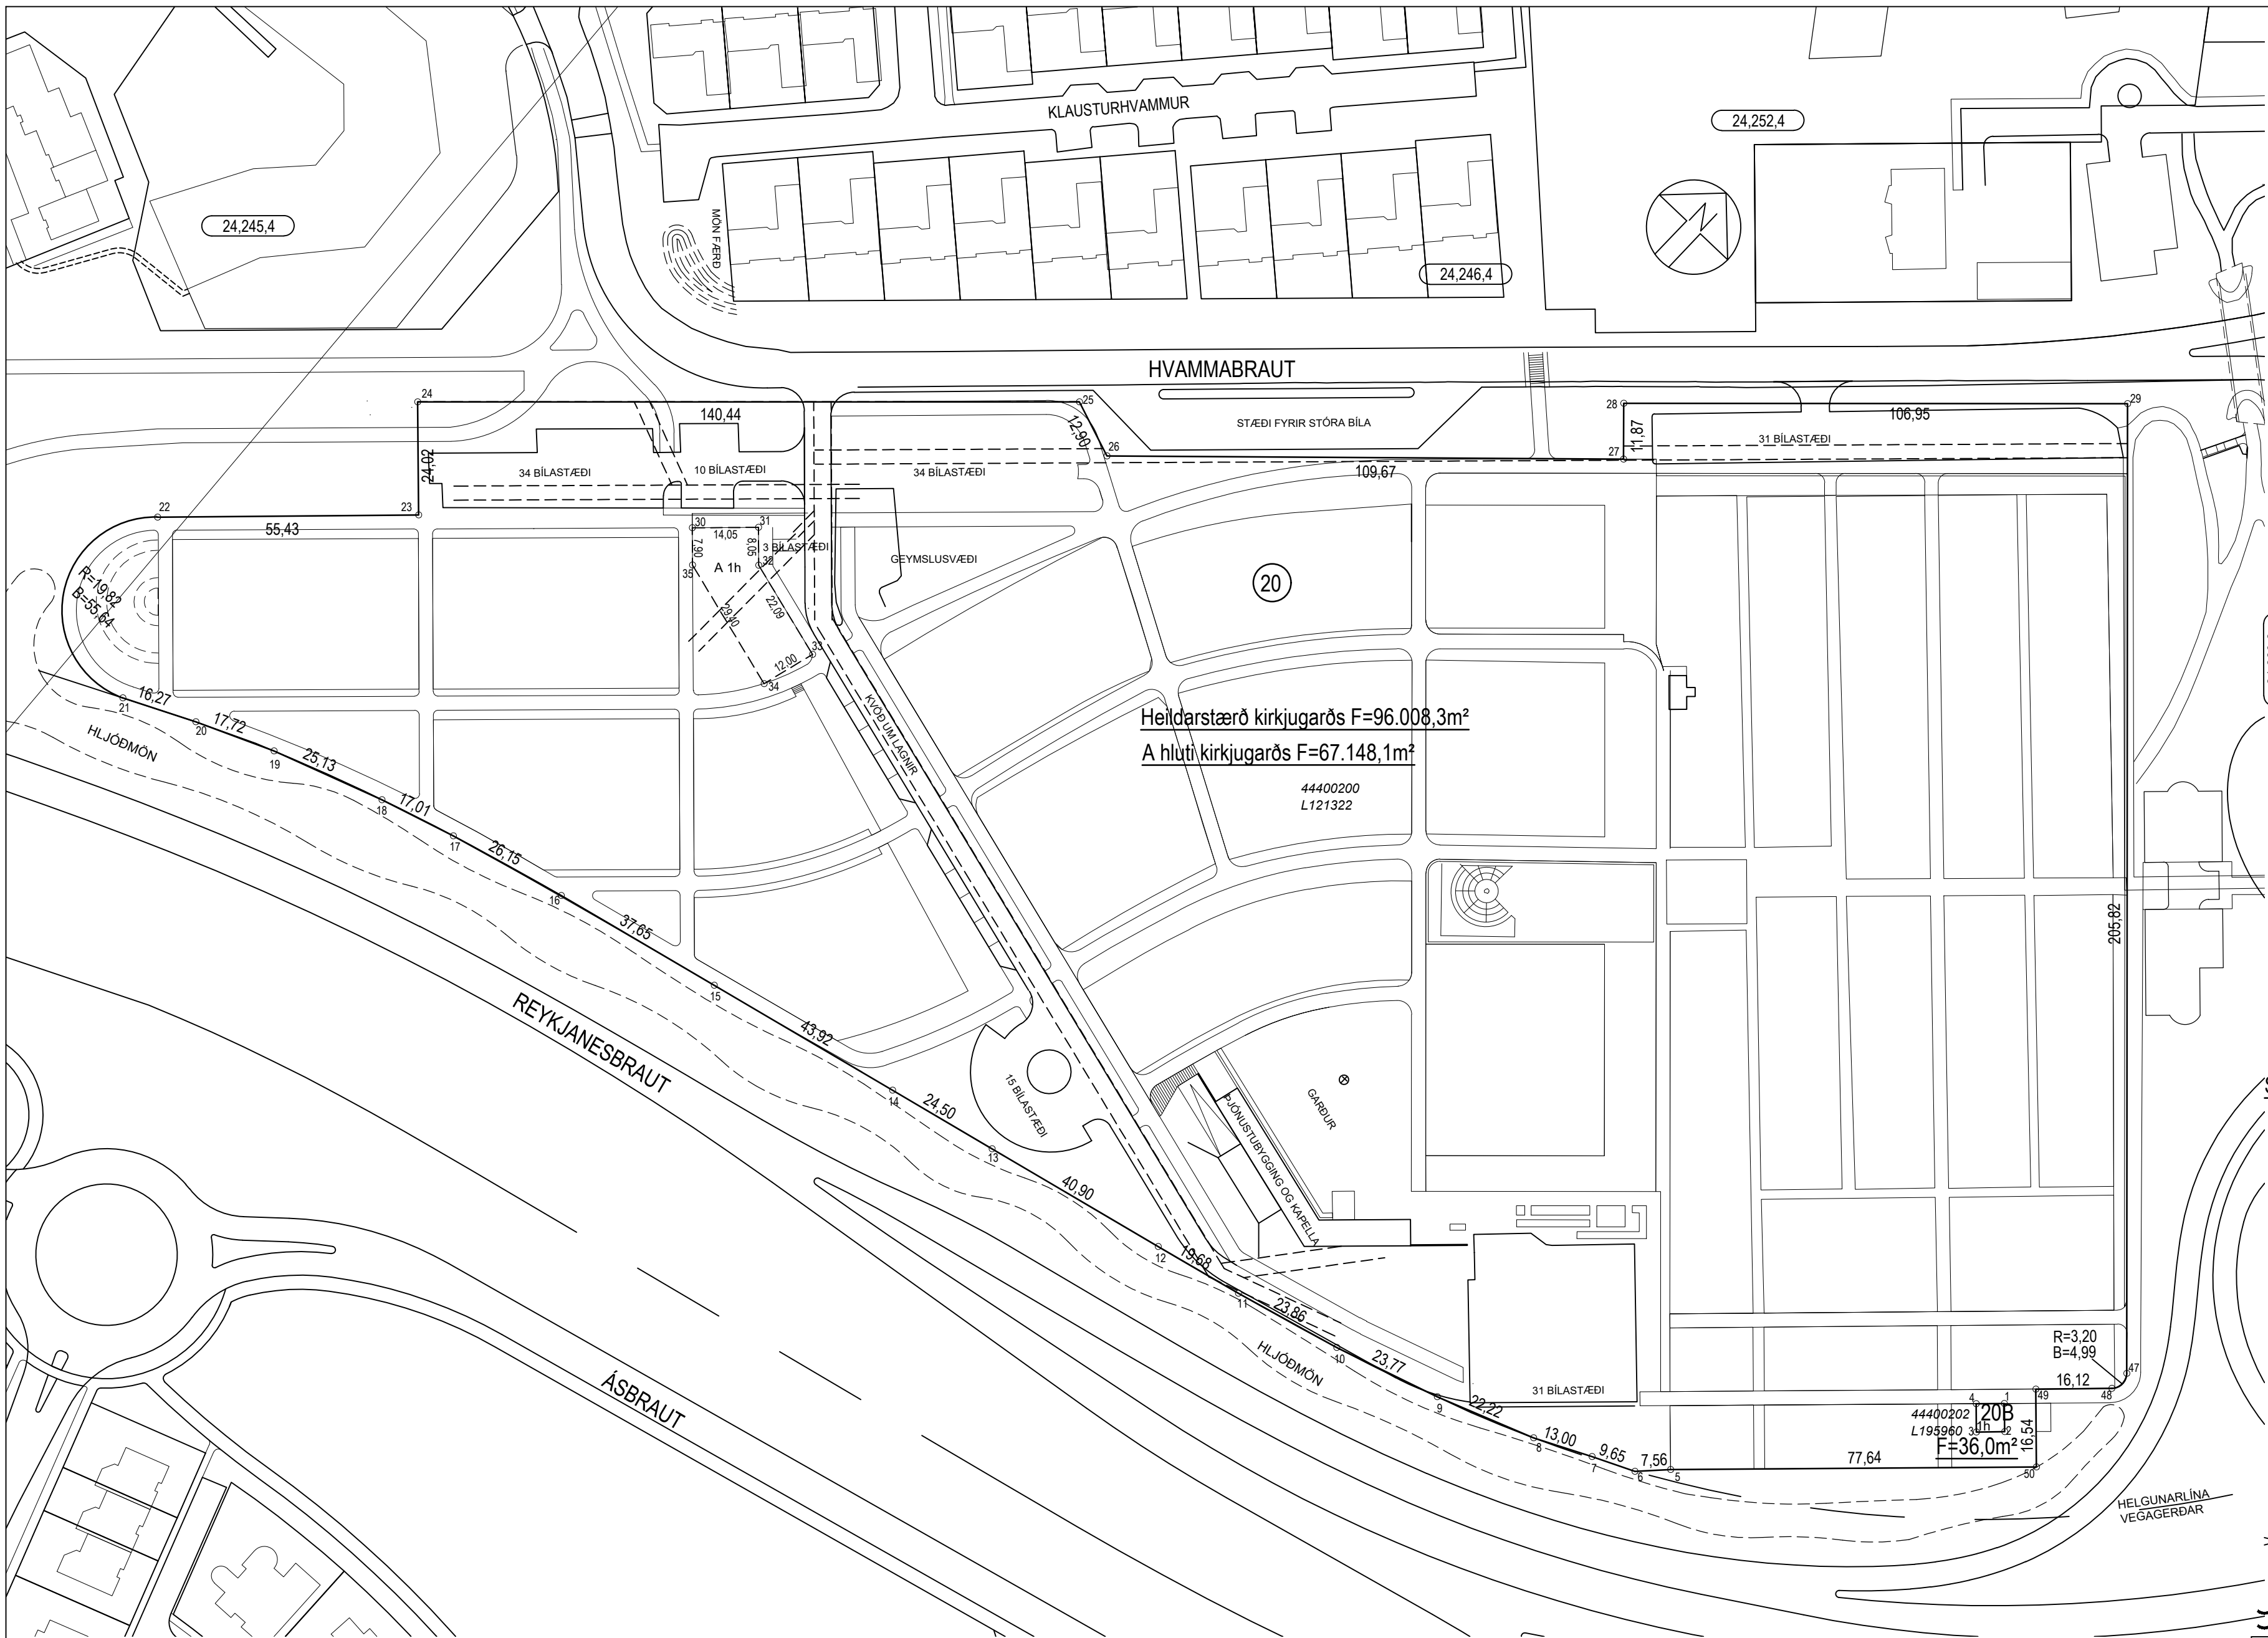 KLAUSTURHVAMMUR
24,252,4
24,245,4
MÖN FÆRÐ
24,246,4
N
HVAMMABRAUT
24
140,44
25
12,90
26
STÆÐI FYRIR STÓRA BÍLA
28
11,87
27
106,95
29
31 BÍLASTÆÐI
24,02
34 BÍLASTÆÐI
10 BÍLASTÆÐI
34 BÍLASTÆÐI
109,67
22
55,43
23
30
31
14,05
7,90
8,05
3 BÍLASTÆÐI
32
35
A 1h
GEYMSLUSVÆÐI
20
R=19,82
B=55,64
29,40
22,09
33
12,00
34
16,27
21
17,72
20
HLJÓÐMÖN
19
25,13
18
17,01
17
26,15
16
37,65
15
43,92
14
24,50
13
40,90
12
19,68
11
23,86
10
23,77
9
22,22
8
13,00
7
9,65
6
7,56
5
77,64
KVÖÐ UM LAGNIR
Heildarstærð kirkjugarðs F=96.008,3m²
A hluti kirkjugarðs F=67.148,1m²
44400200
L121322
205,82
REYKJANESBRAUT
15 BÍLASTÆÐI
ÞJÓNUSTUBYGGING OG KAPELLA
GARÐUR
HLJÓÐMÖN
31 BÍLASTÆÐI
ÁSBRAUT
R=3,20
B=4,99
47
16,12
48
49
4
1
44400202
20B
L195960
3
1h
2
F=36,0m²
16,54
50
HELGUNARLÍNA
VEGAGERÐAR